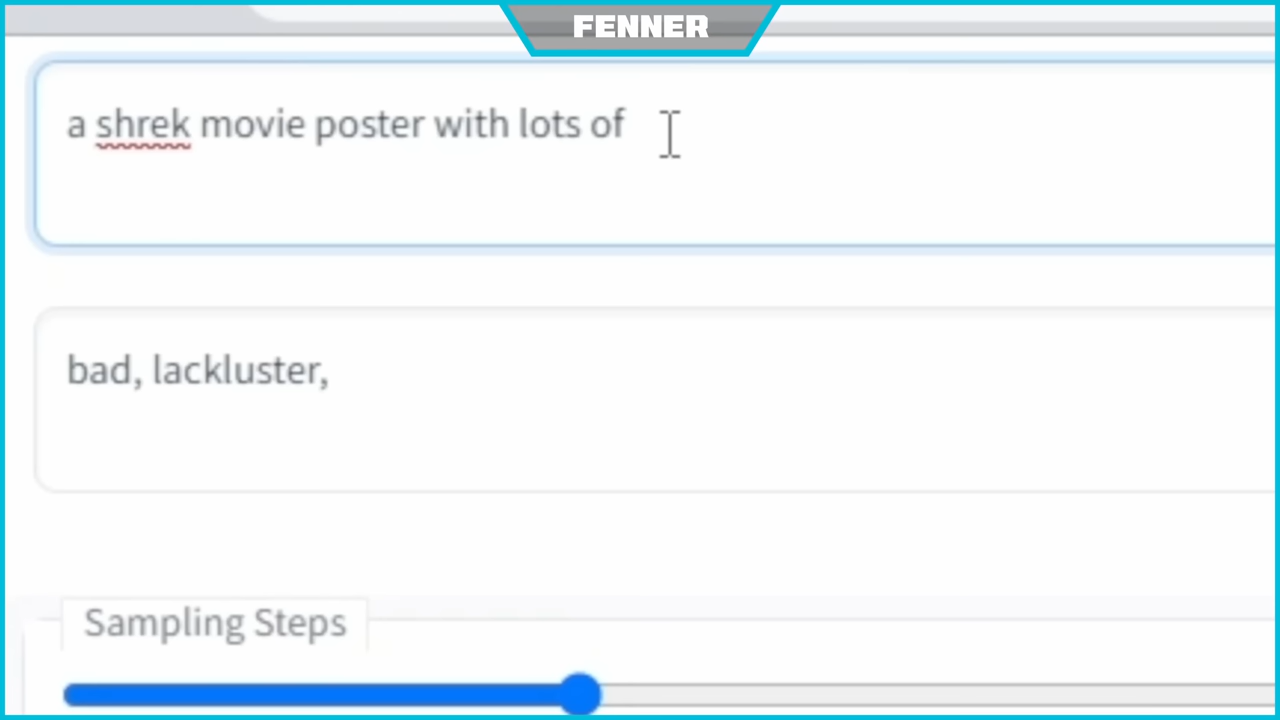 FENNER
a shrek movie poster with lots of
bad, lackluster,
Sampling Steps